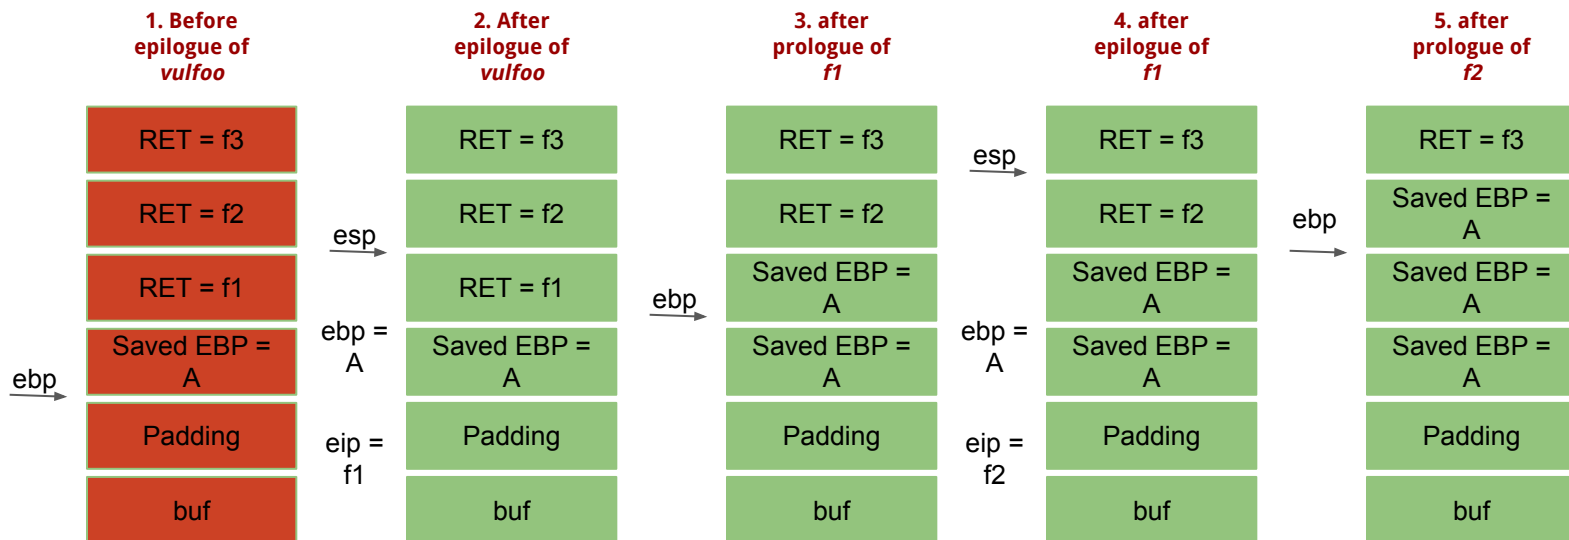 1. Before
epilogue of
vulfoo
2. After
epilogue of
vulfoo
3. after
prologue of
f1
4. after
epilogue of
f1
5. after
prologue of
f2
ebp
RET = f3
RET = f2
RET = f1
Saved EBP =
A
Padding
buf
esp
ebp =
A
eip =
f1
RET = f3
RET = f2
RET = f1
Saved EBP =
A
Padding
buf
ebp
RET = f3
RET = f2
Saved EBP =
A
Saved EBP =
A
Padding
buf
esp
ebp =
A
eip =
f2
RET = f3
RET = f2
Saved EBP =
A
Saved EBP =
A
Padding
buf
ebp
RET = f3
Saved EBP =
A
Saved EBP =
A
Saved EBP =
A
Padding
buf